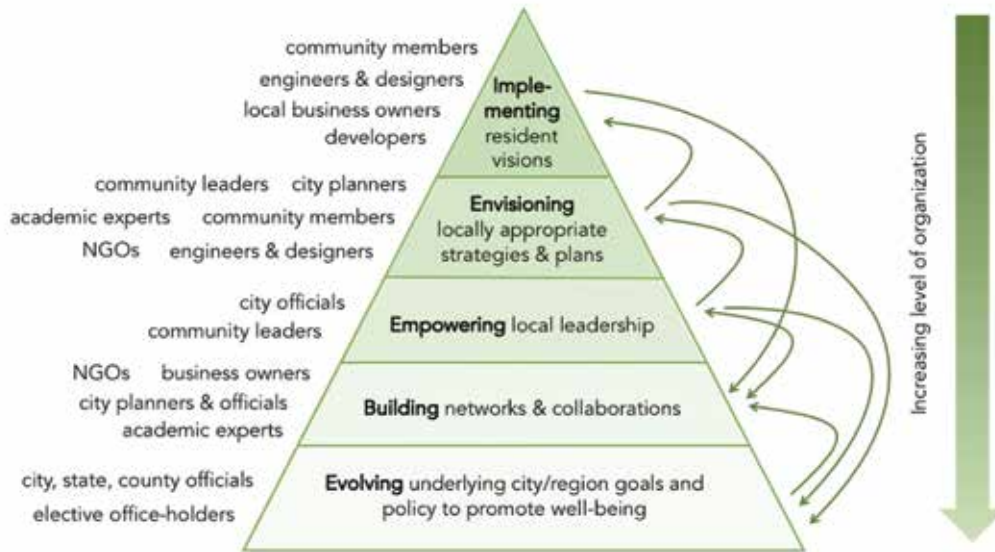 community members
engineers & designers
local business owners
developers
Imple-
menting
resident
visions
community leaders city planners
academic experts community members
NGOs engineers & designers
Envisioning
locally appropriate
strategies & plans
city officials
community leaders
Empowering local leadership
NGOs business owners
city planners & officials
academic experts
Building networks & collaborations
city, state, county officials
elective office-holders
Evolving underlying city/region goals and
policy to promote well-being
Increasing level of organization